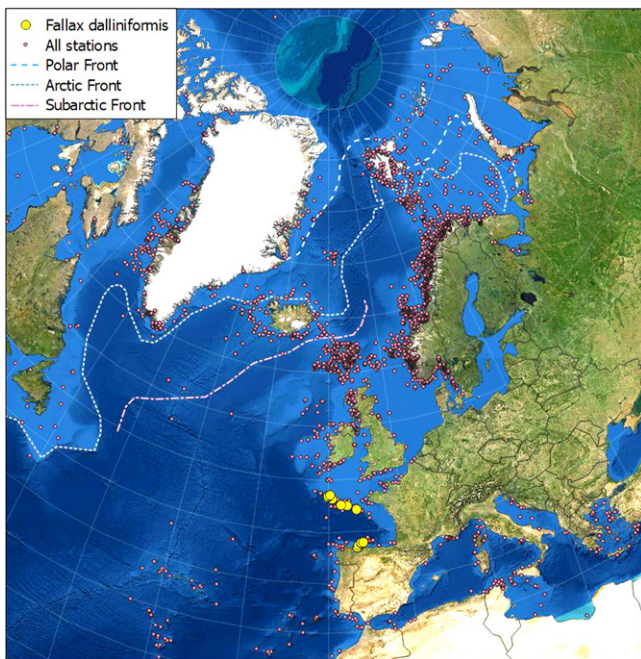 Fallax dalliniformis
All stations
Polar Front
Arctic Front
Subarctic Front